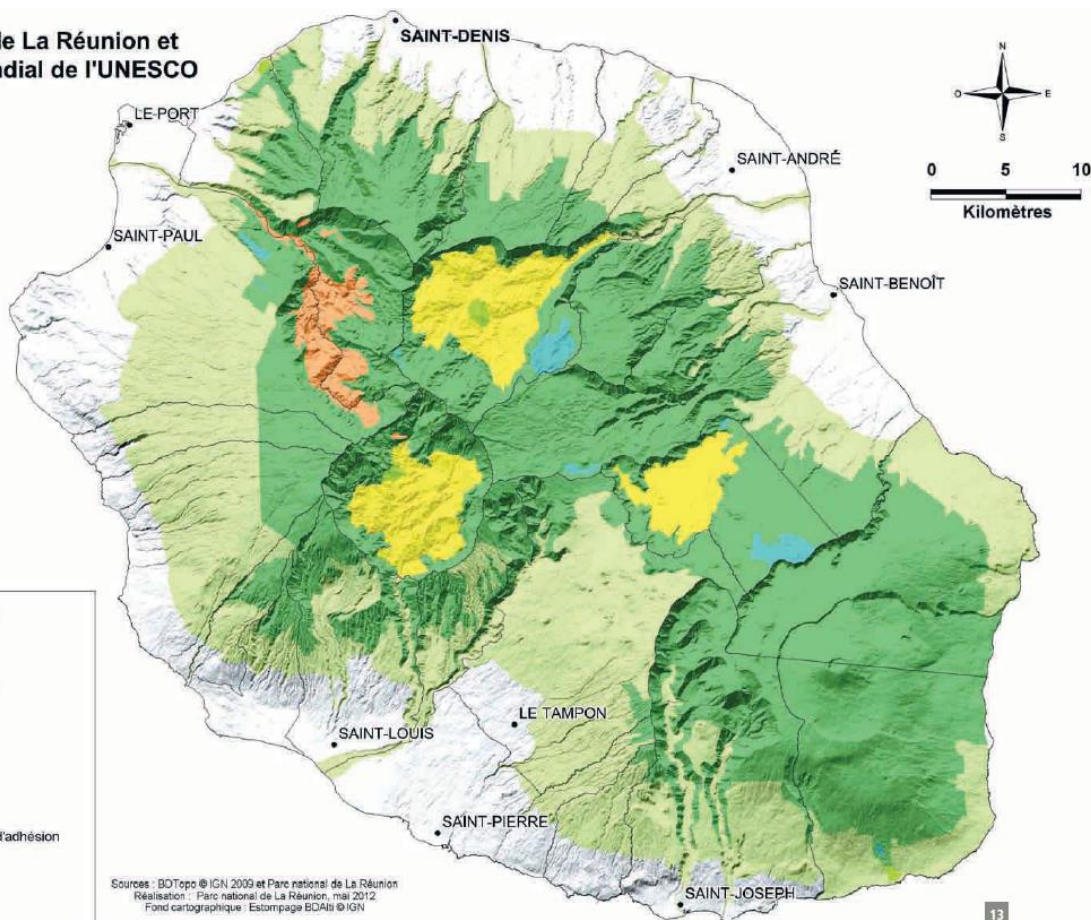 de La Réunion et
ndial de l'UNESCO
SAINT-DENIS
N
O
E
S
LE PORT
SAINT-ANDRÉ
0 5 10
Kilomètres
SAINT-PAUL
SAINT-BENOÎT
LE TAMPON
SAINT-LOUIS
SAINT-PIERRE
SAINT-JOSEPH
d'adhésion
Sources : BDTopo © IGN 2009 et Parc national de La Réunion
Réalisation : Parc national de La Réunion, mai 2012
Fond cartographique : Estompage BDAlti © IGN
13